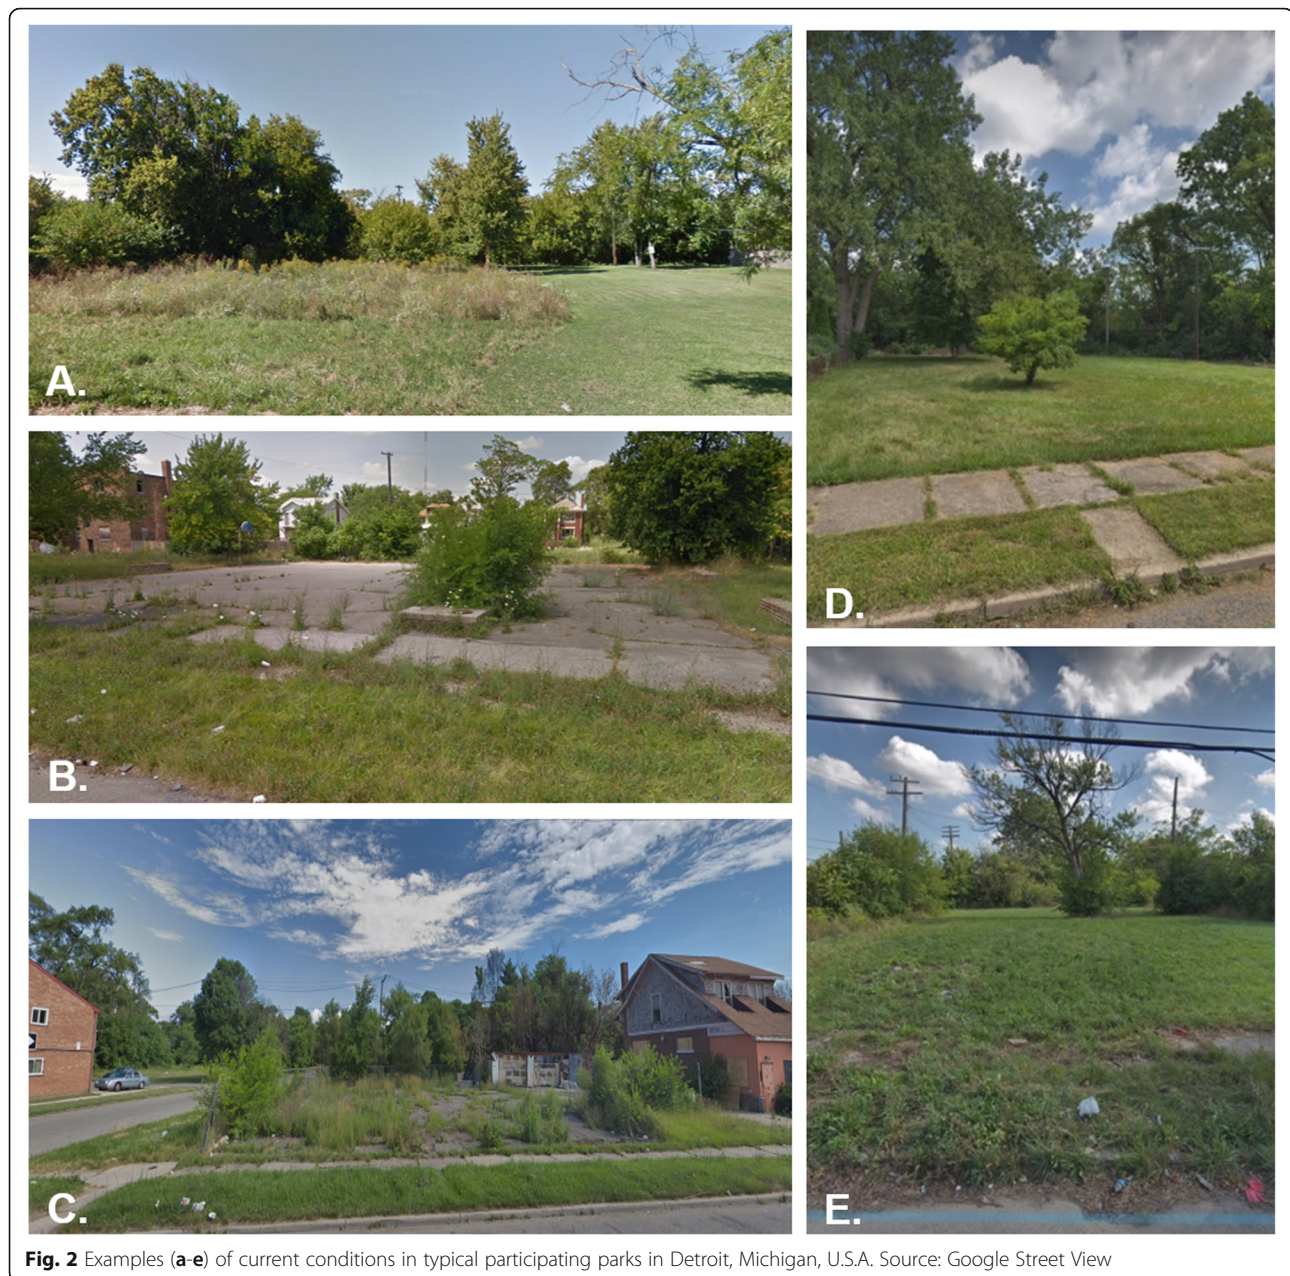 A.
B.
C.
D.
E.
Fig. 2 Examples (a-e) of current conditions in typical participating parks in Detroit, Michigan, U.S.A. Source: Google Street View